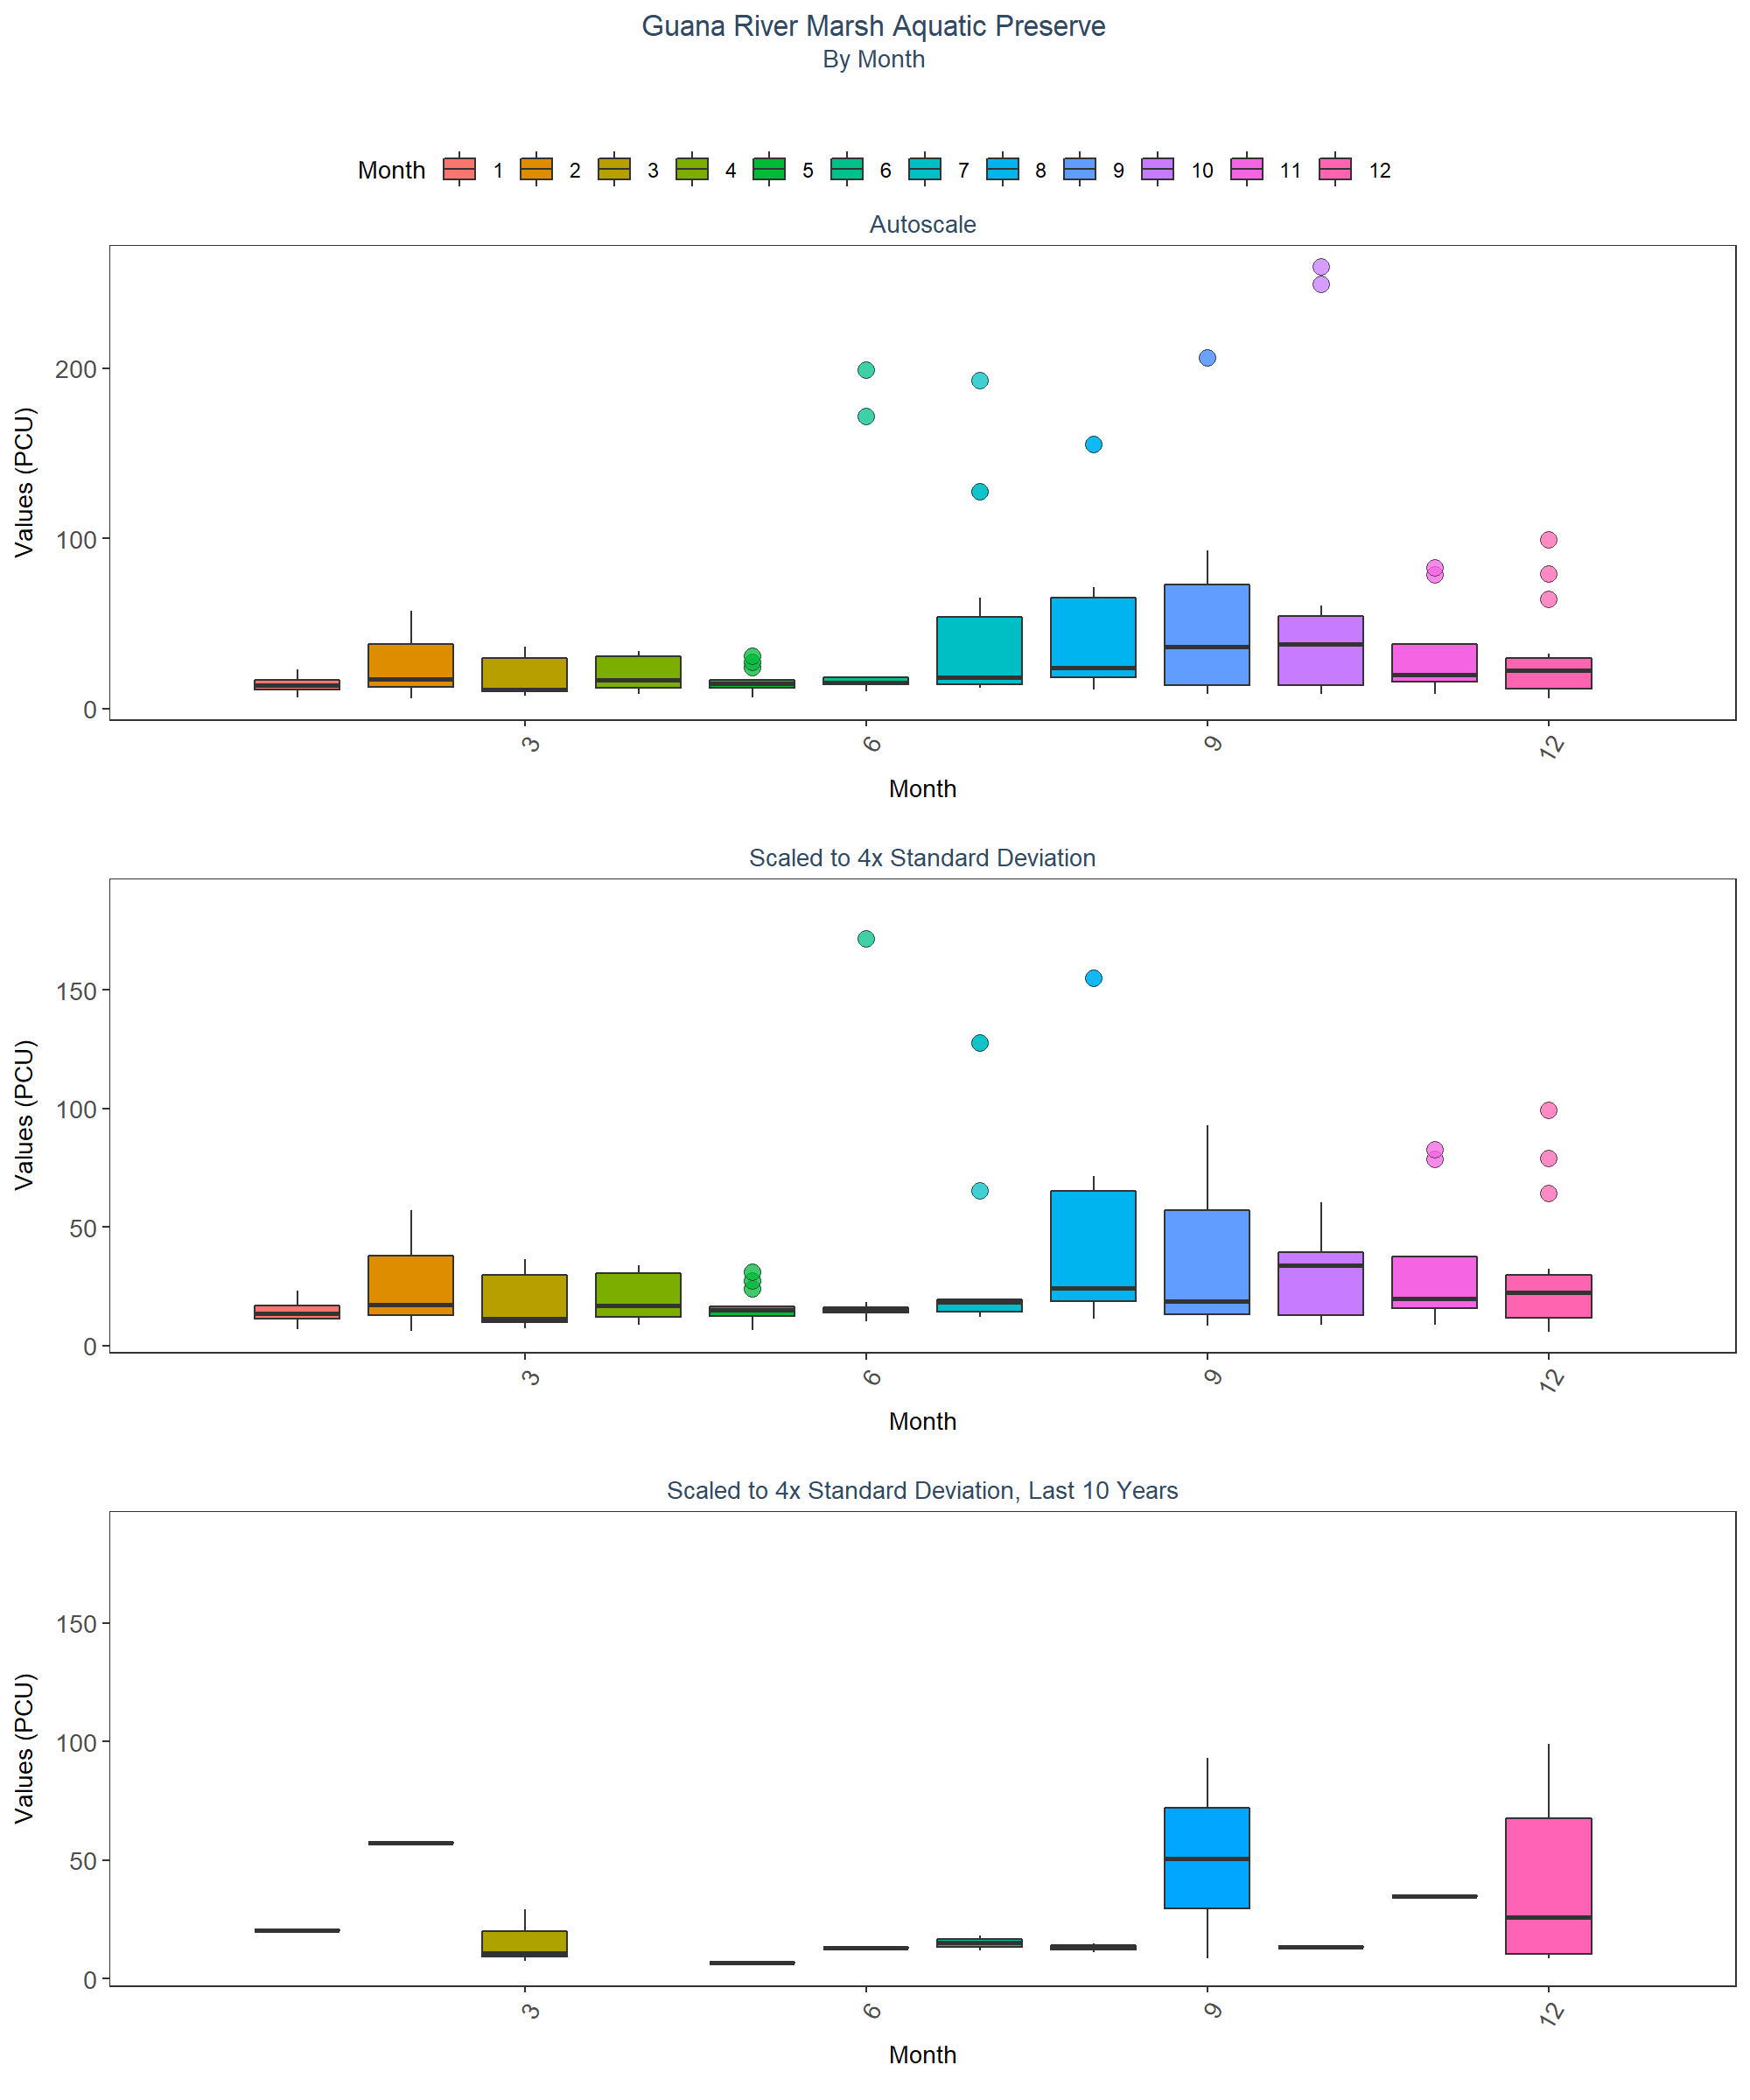 Guana River Marsh Aquatic Preserve
By Month
Month 1 2 3 4 5 6 7 8 9 10 11 12
Autoscale
Values (PCU)
200
100
0
3 6 9 12
Month
Scaled to 4x Standard Deviation
Values (PCU)
150
100
50
0
3 6 9 12
Month
Scaled to 4x Standard Deviation, Last 10 Years
Values (PCU)
150
100
50
0
3 6 9 12
Month